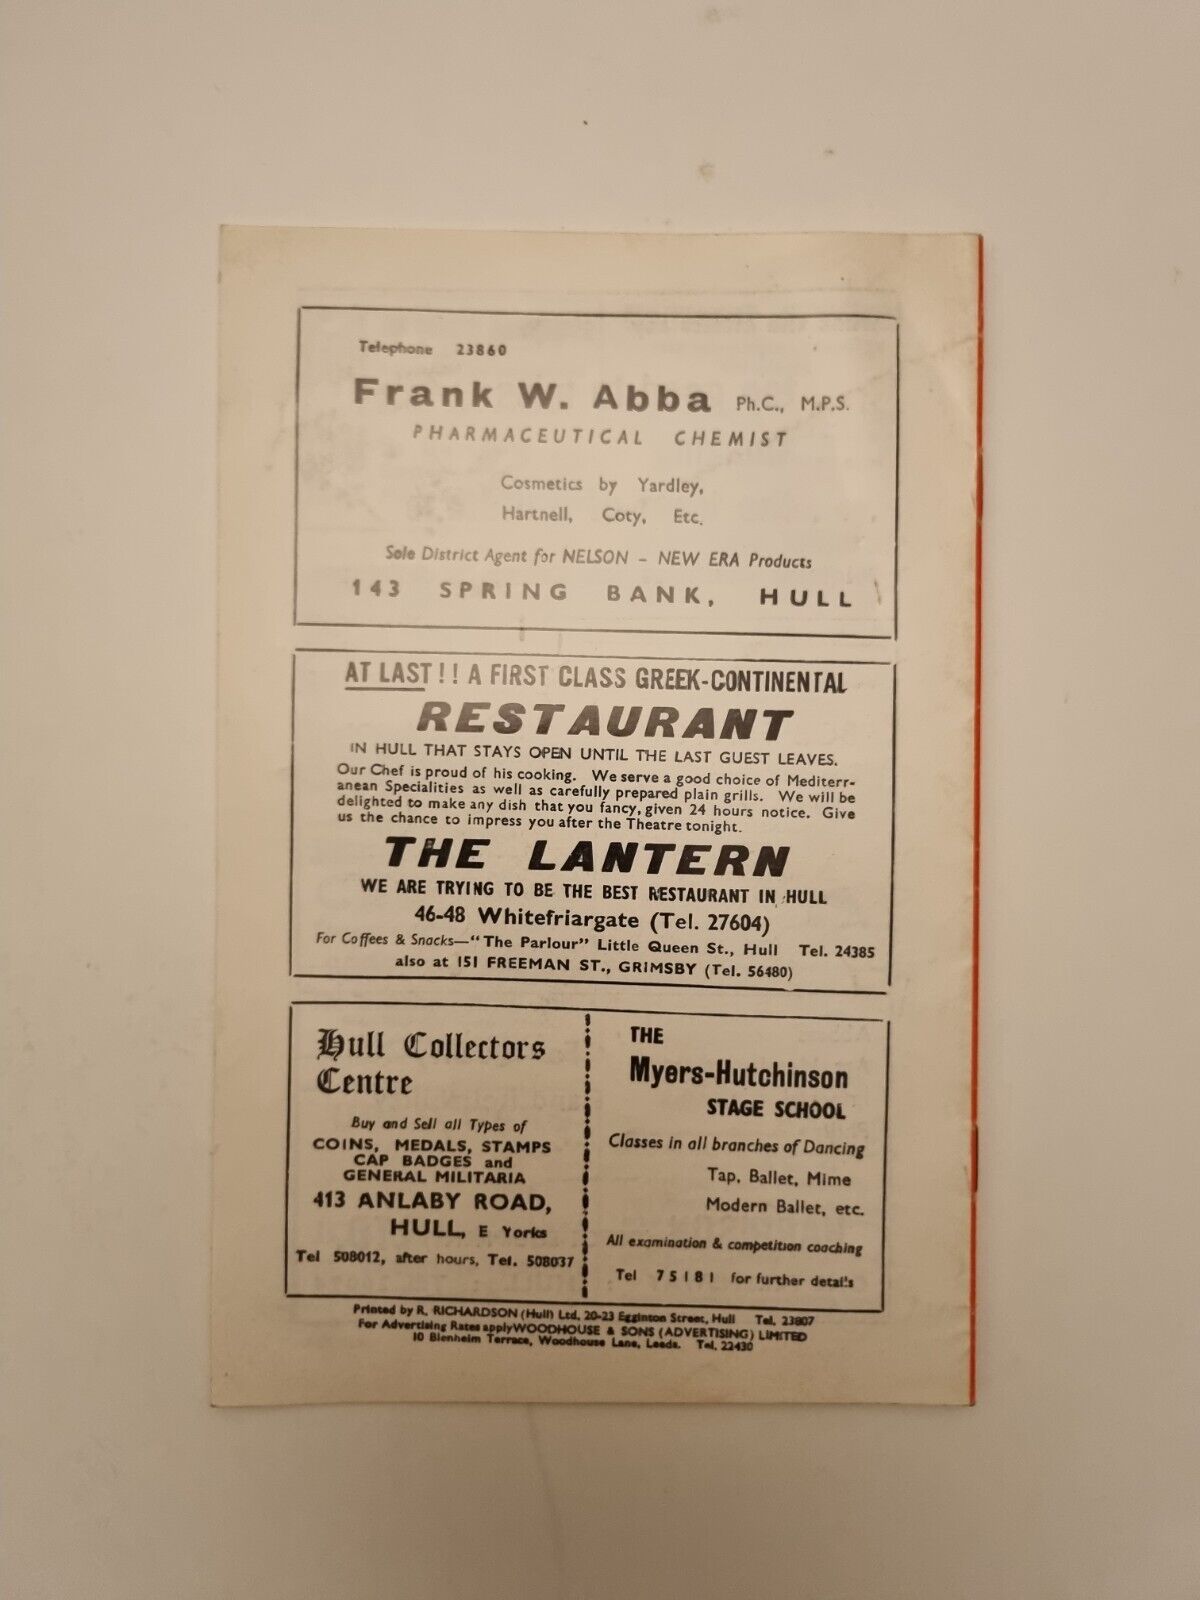 Telephone 23860
Frank W. Abba Ph.C., M.P.S.
PHARMACEUTICAL CHEMIST
Cosmetics by Yardley,
Hartnell, Coty, Etc.
Sole District Agent for NELSON - NEW ERA Products
143 SPRING BANK, HULL
AT LAST!! A FIRST CLASS GREEK-CONTINENTAL
RESTAURANT
IN HULL THAT STAYS OPEN UNTIL THE LAST GUEST LEAVES.
Our Chef is proud of his cooking. We serve a good choice of Mediterr-
anean Specialities as well as carefully prepared plain grills. We will be
delighted to make any dish that you fancy, given 24 hours notice. Give
us the chance to impress you after the Theatre tonight.
THE LANTERN
WE ARE TRYING TO BE THE BEST RESTAURANT IN HULL
46-48 Whitefriargate (Tel. 27604)
For Coffees & Snacks—"The Parlour" Little Queen St., Hull Tel. 24385
also at 151 FREEMAN ST., GRIMSBY (Tel. 56480)
Hull Collectors
Centre
Buy and Sell all Types of
COINS, MEDALS, STAMPS
CAP BADGES and
GENERAL MILITARIA
413 ANLABY ROAD,
HULL, E Yorks
Tel 508012, after hours, Tel. 508037
THE
Myers-Hutchinson
STAGE SCHOOL
Classes in all branches of Dancing
Tap, Ballet, Mime
Modern Ballet, etc.
All examination & competition coaching
Tel 75181 for further detai's
Printed by R. RICHARDSON (Hull) Ltd. 20-23 Egginton Street, Hull Tel. 23807
For Advertising Rates apply WOODHOUSE & SONS (ADVERTISING) LIMITED
10 Blenheim Terrace, Woodhouse Lane, Leeds. Tel. 22430